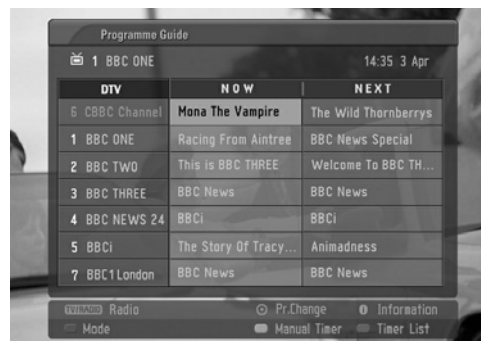 Programme Guide
1 BBC ONE 14:35 3 Apr
DTV NOW NEXT
6 CBBC Channel Mona The Vampire The Wild Thornberrys
1 BBC ONE Racing From Aintree BBC News Special
2 BBC TWO This is BBC THREE Welcome To BBC TH...
3 BBC THREE BBC News BBC News
4 BBC NEWS 24 BBCi BBCi
5 BBCi The Story Of Tracy... Animadness
7 BBC1 London BBC News BBC News
TV/RADIO Radio Pr.Change i Information
Mode Manual Timer Timer List